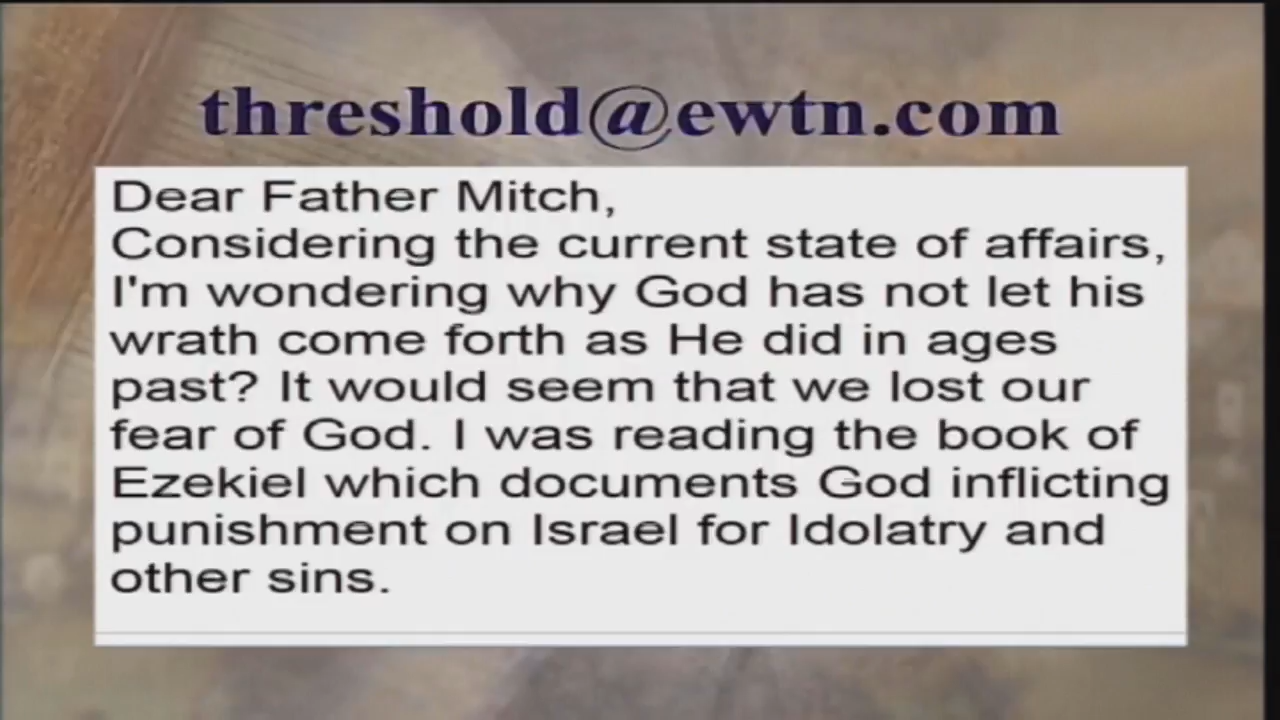 threshold@ewtn.com
Dear Father Mitch,
Considering the current state of affairs,
I'm wondering why God has not let his
wrath come forth as He did in ages
past? It would seem that we lost our
fear of God. I was reading the book of
Ezekiel which documents God inflicting
punishment on Israel for Idolatry and
other sins.